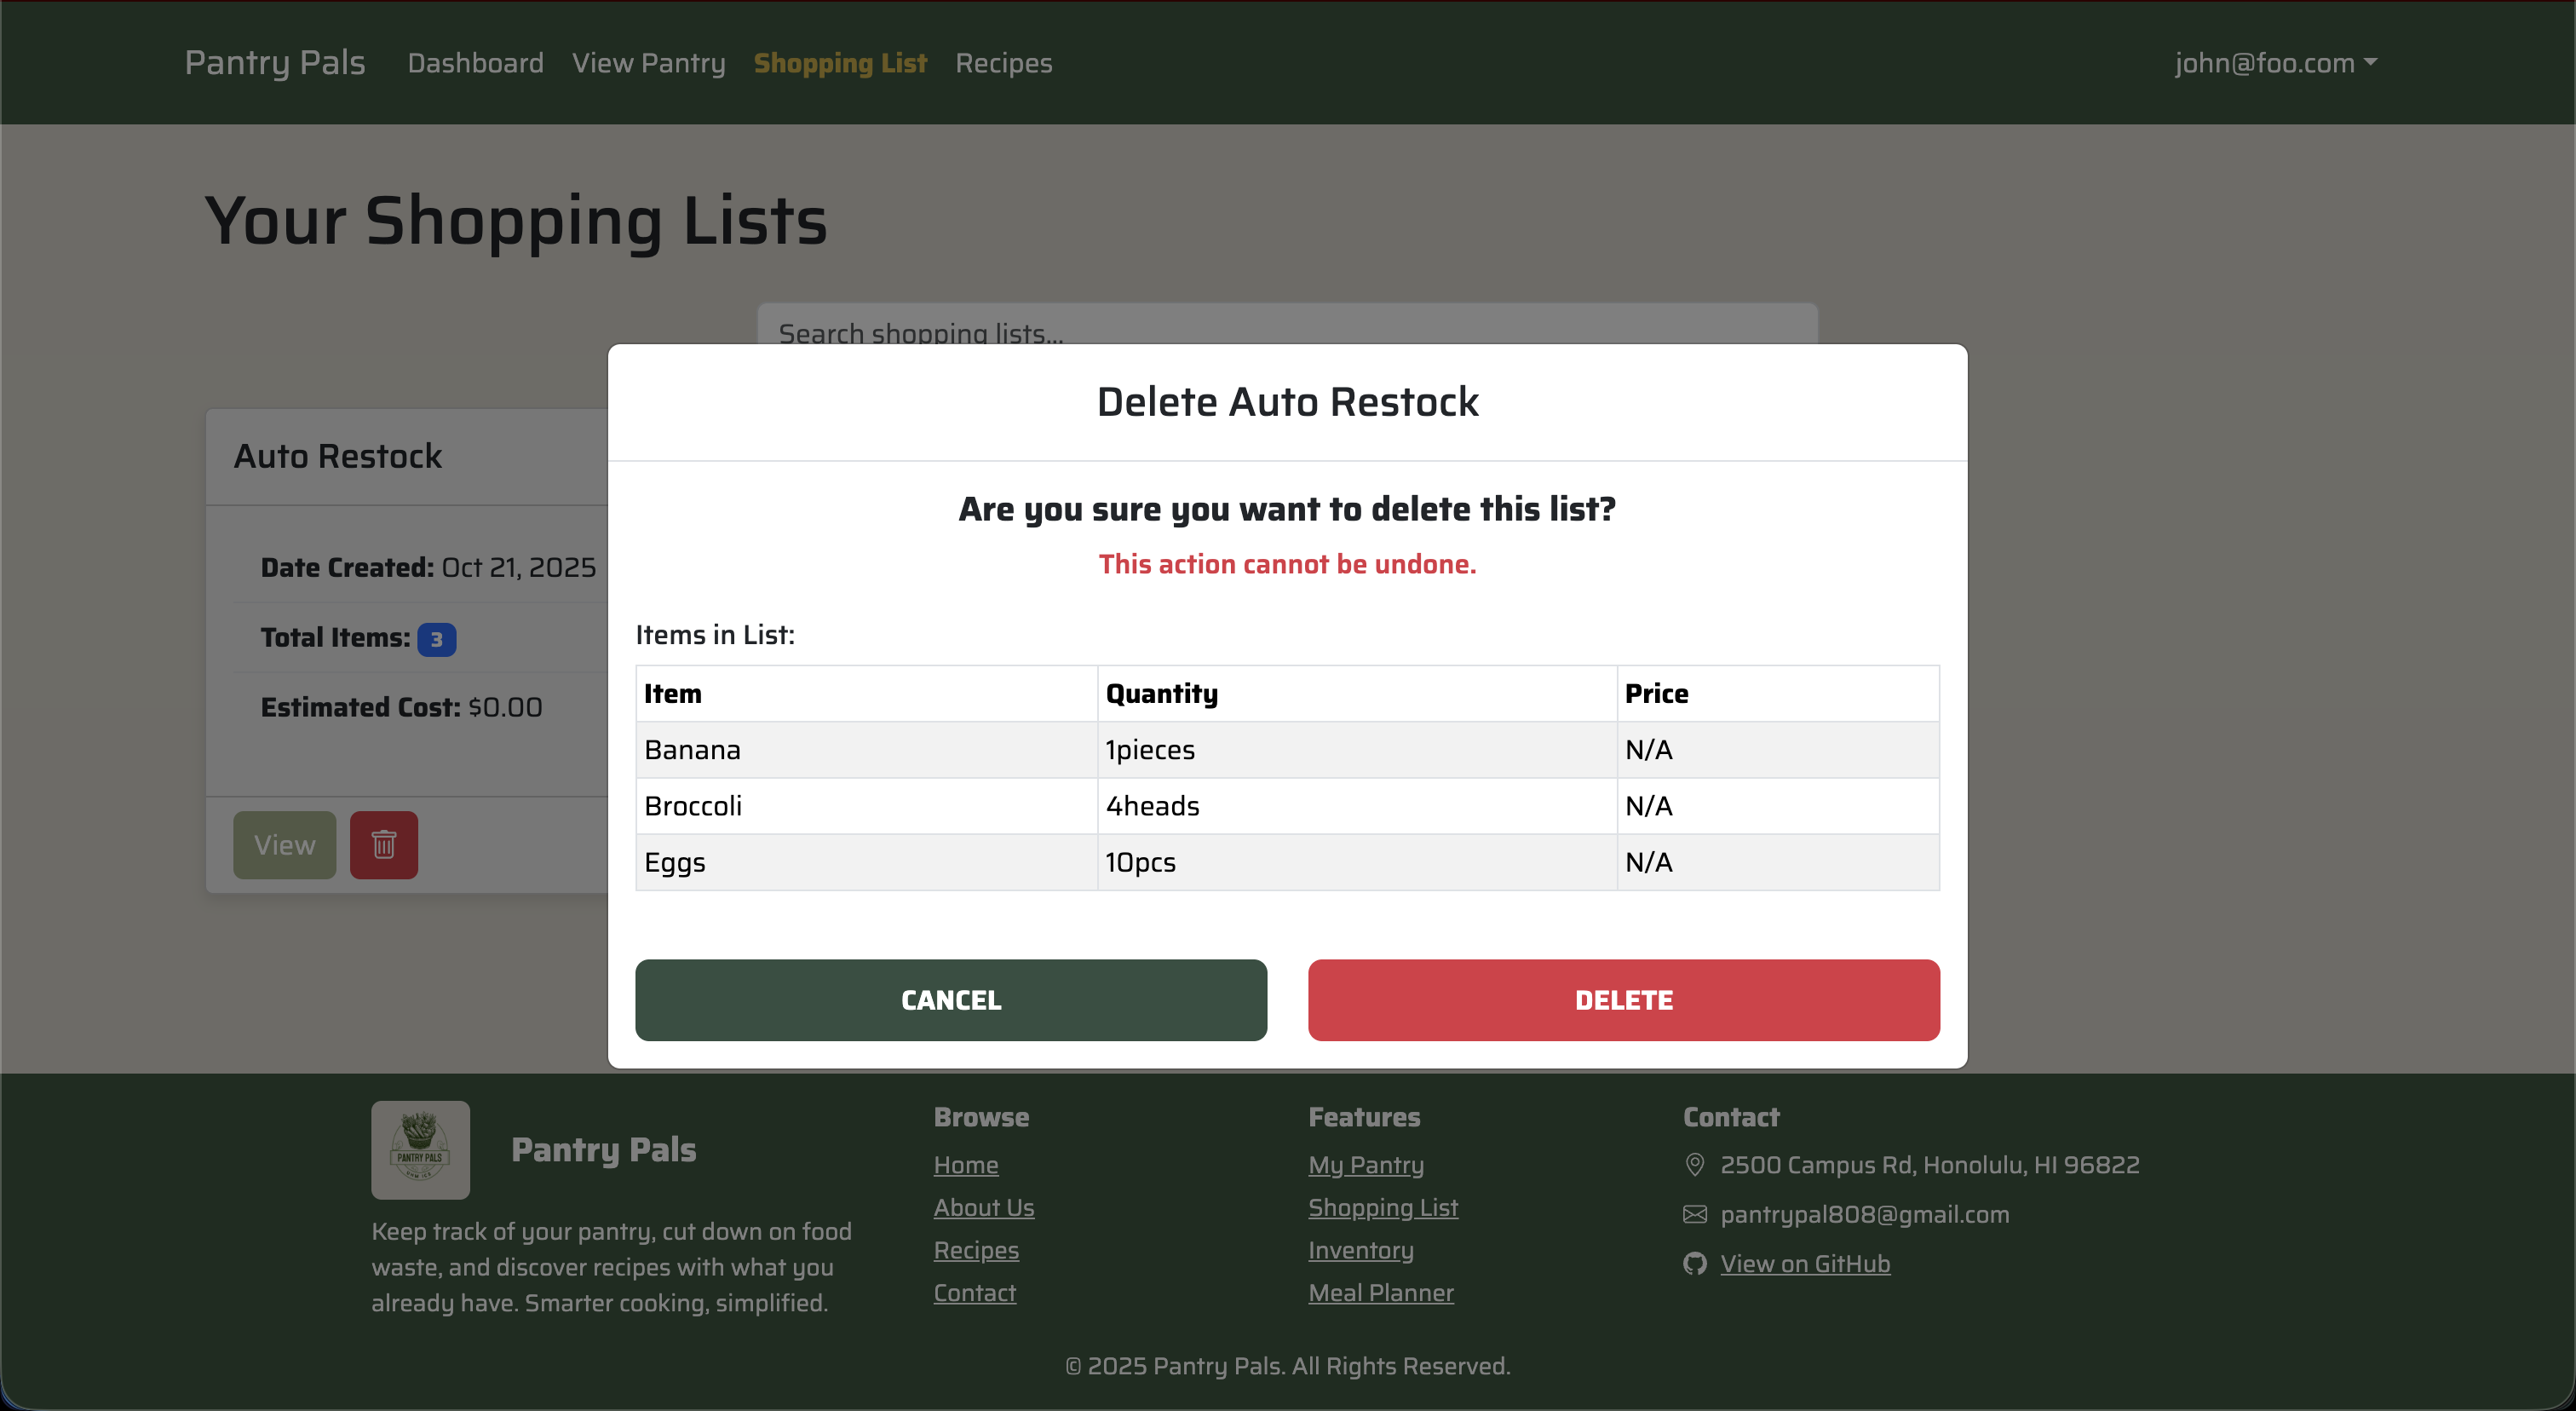 Pantry Pals Dashboard View Pantry Shopping List Recipes john@foo.com
Your Shopping Lists
Search shopping lists...
Auto Restock
Date Created: Oct 21, 2025
Total Items: 3
Estimated Cost: $0.00
View
Delete Auto Restock
Are you sure you want to delete this list?
This action cannot be undone.
Items in List:
Item Quantity Price
Banana 1pieces N/A
Broccoli 4heads N/A
Eggs 10pcs N/A
CANCEL DELETE
PANTRY PALS
Pantry Pals
Keep track of your pantry, cut down on food
waste, and discover recipes with what you
already have. Smarter cooking, simplified.
Browse
Home
About Us
Recipes
Contact
Features
My Pantry
Shopping List
Inventory
Meal Planner
Contact
2500 Campus Rd, Honolulu, HI 96822
pantrypal808@gmail.com
View on GitHub
© 2025 Pantry Pals. All Rights Reserved.